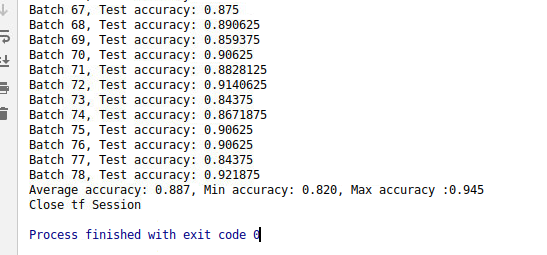 Batch 67, Test accuracy: 0.875
Batch 68, Test accuracy: 0.890625
Batch 69, Test accuracy: 0.859375
Batch 70, Test accuracy: 0.90625
Batch 71, Test accuracy: 0.8828125
Batch 72, Test accuracy: 0.9140625
Batch 73, Test accuracy: 0.84375
Batch 74, Test accuracy: 0.8671875
Batch 75, Test accuracy: 0.90625
Batch 76, Test accuracy: 0.90625
Batch 77, Test accuracy: 0.84375
Batch 78, Test accuracy: 0.921875
Average accuracy: 0.887, Min accuracy: 0.820, Max accuracy :0.945
Close tf Session
Process finished with exit code 0